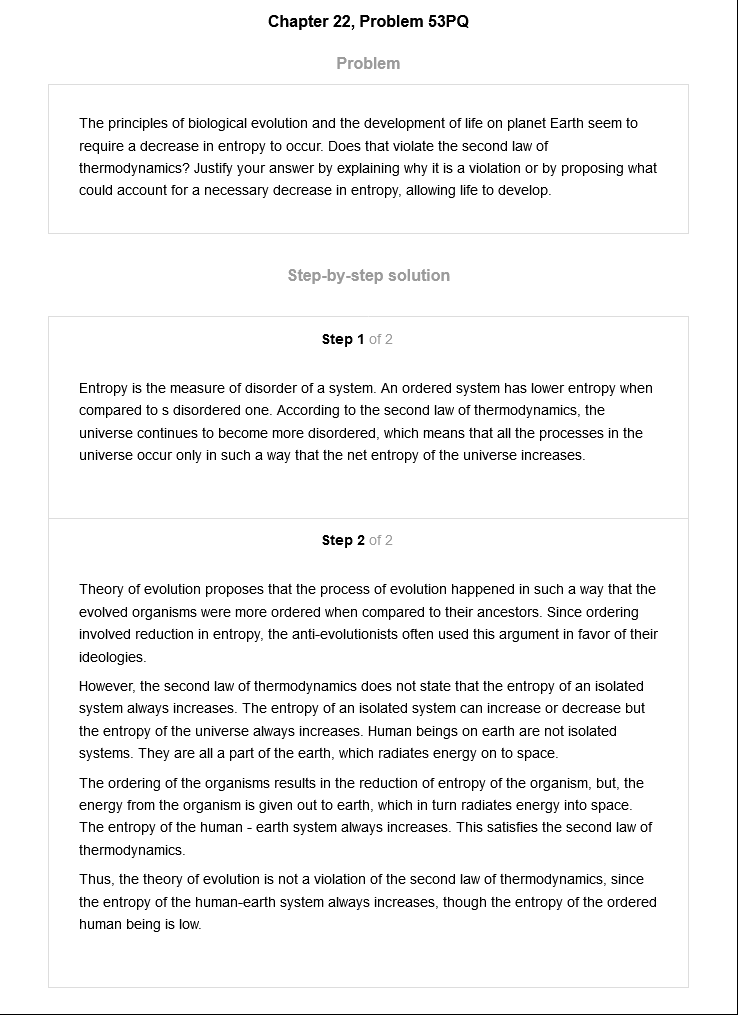 Chapter 22, Problem 53PQ
Problem
The principles of biological evolution and the development of life on planet Earth seem to
require a decrease in entropy to occur. Does that violate the second law of
thermodynamics? Justify your answer by explaining why it is a violation or by proposing what
could account for a necessary decrease in entropy, allowing life to develop.
Step-by-step solution
Step 1 of 2
Entropy is the measure of disorder of a system. An ordered system has lower entropy when
compared to s disordered one. According to the second law of thermodynamics, the
universe continues to become more disordered, which means that all the processes in the
universe occur only in such a way that the net entropy of the universe increases.
Step 2 of 2
Theory of evolution proposes that the process of evolution happened in such a way that the
evolved organisms were more ordered when compared to their ancestors. Since ordering
involved reduction in entropy, the anti-evolutionists often used this argument in favor of their
ideologies.
However, the second law of thermodynamics does not state that the entropy of an isolated
system always increases. The entropy of an isolated system can increase or decrease but
the entropy of the universe always increases. Human beings on earth are not isolated
systems. They are all a part of the earth, which radiates energy on to space.
The ordering of the organisms results in the reduction of entropy of the organism, but, the
energy from the organism is given out to earth, which in turn radiates energy into space.
The entropy of the human - earth system always increases. This satisfies the second law of
thermodynamics.
Thus, the theory of evolution is not a violation of the second law of thermodynamics, since
the entropy of the human-earth system always increases, though the entropy of the ordered
human being is low.